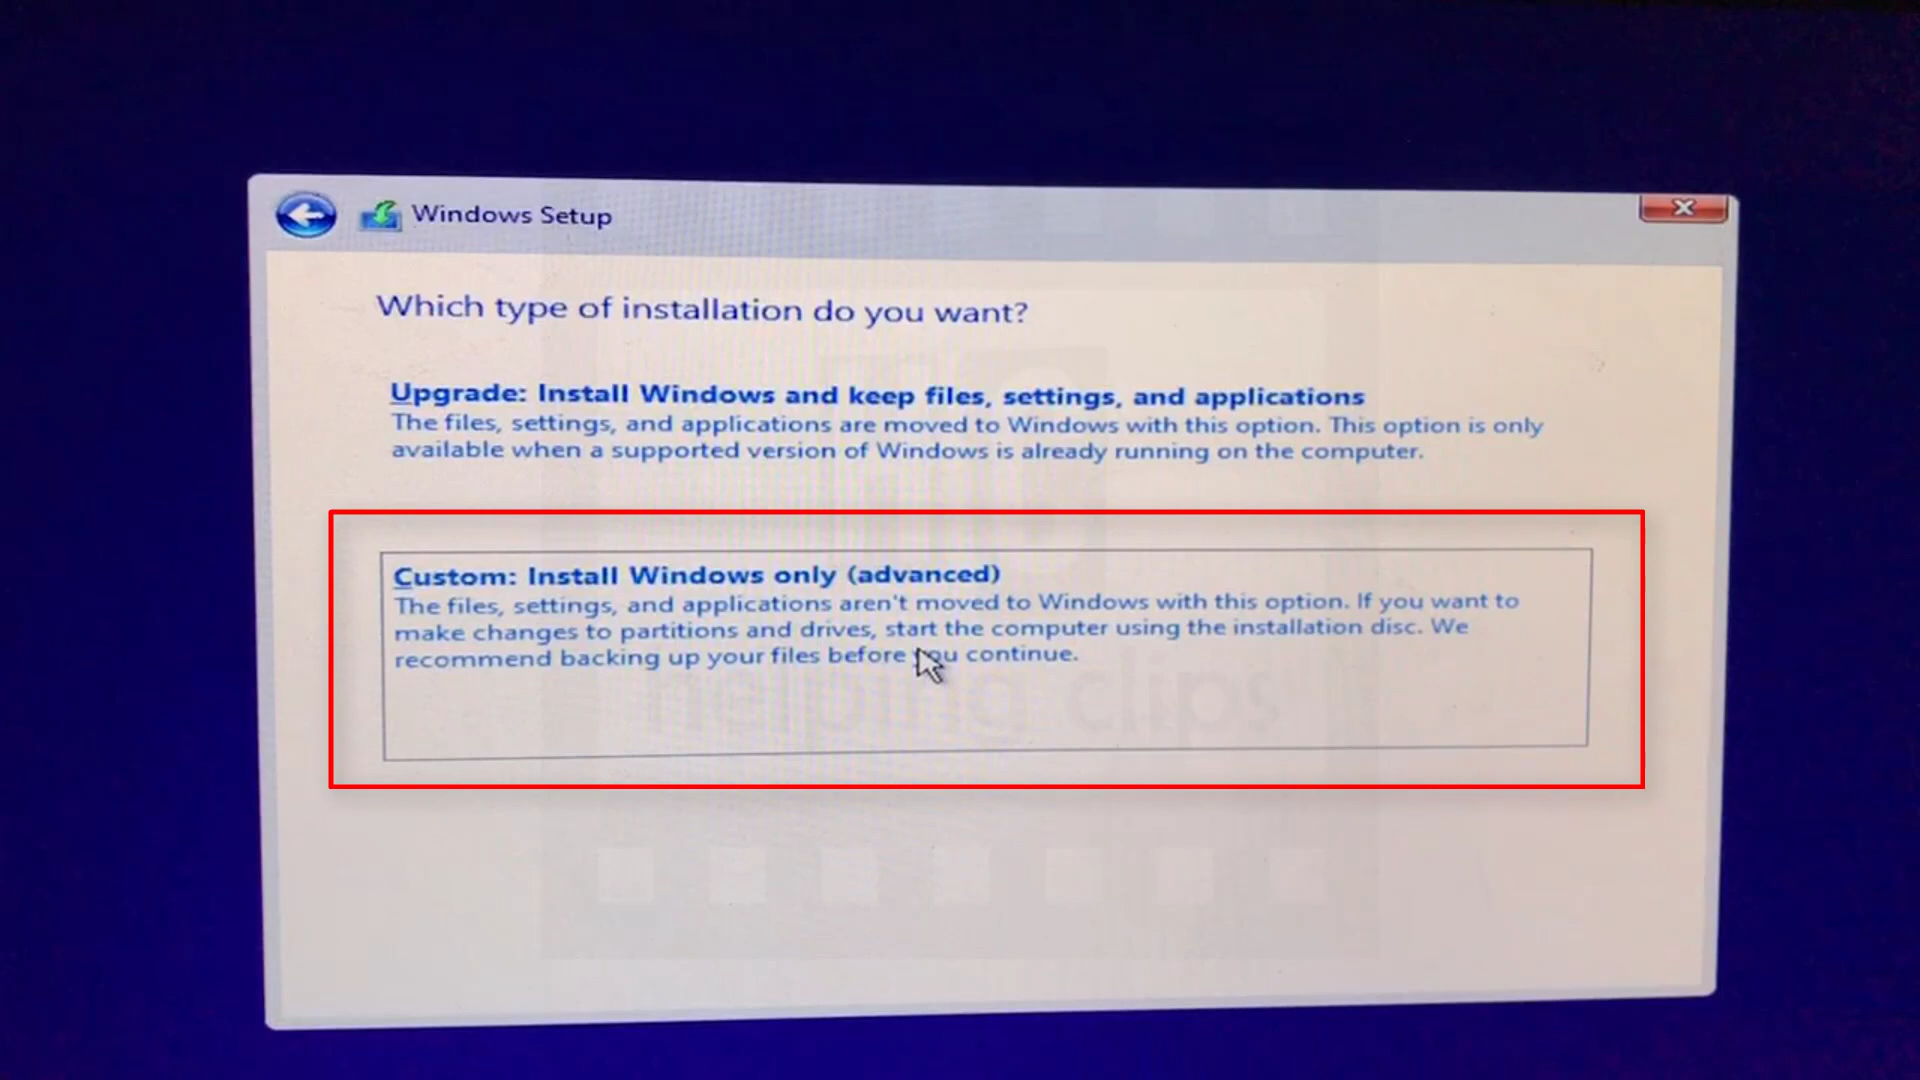 Windows Setup
Which type of installation do you want?
Upgrade: Install Windows and keep files, settings, and applications
The files, settings, and applications are moved to Windows with this option. This option is only
available when a supported version of Windows is already running on the computer.
Custom: Install Windows only (advanced)
The files, settings, and applications aren't moved to Windows with this option. If you want to
make changes to partitions and drives, start the computer using the installation disc. We
recommend backing up your files before you continue.
helping clips